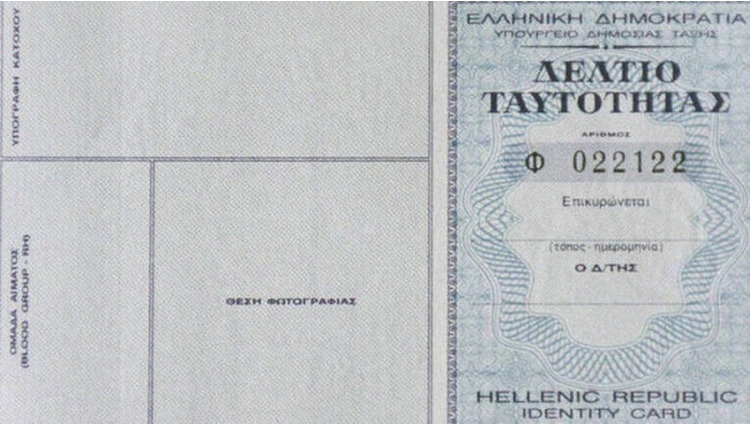 ΥΠΟΓΡΑΦΗ ΚΑΤΟΧΟΥ
ΟΜΑΔΑ ΑΙΜΑΤΟΣ
(BLOOD GROUP - RH)
ΘΕΣΗ ΦΩΤΟΓΡΑΦΙΑΣ
ΕΛΛΗΝΙΚΗ ΔΗΜΟΚΡΑΤΙΑ
ΥΠΟΥΡΓΕΙΟ ΔΗΜΟΣΙΑΣ ΤΑΞΗΣ
ΔΕΛΤΙΟ
ΤΑΥΤΟΤΗΤΑΣ
ΑΡΙΘΜΟΣ
Φ 022122
Επικυρώνεται
(τόπος - ημερομηνία)
Ο Δ/ΤΗΣ
HELLENIC REPUBLIC
IDENTITY CARD